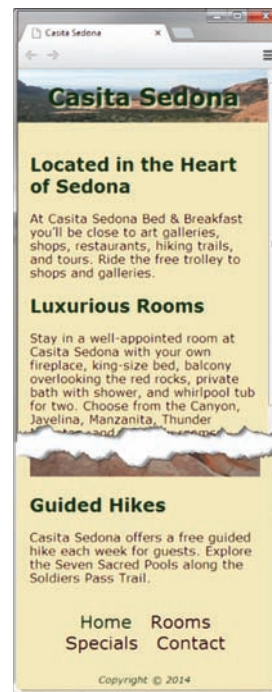 Casita Sedona
Casita Sedona
Located in the Heart
of Sedona
At Casita Sedona Bed & Breakfast
you'll be close to art galleries,
shops, restaurants, hiking trails,
and tours. Ride the free trolley to
shops and galleries.
Luxurious Rooms
Stay in a well-appointed room at
Casita Sedona with your own
fireplace, king-size bed, balcony
overlooking the red rocks, private
bath with shower, and whirlpool tub
for two. Choose from the Canyon,
Javelina, Manzanita, Thunder
Guided Hikes
Casita Sedona offers a free guided
hike each week for guests. Explore
the Seven Sacred Pools along the
Soldiers Pass Trail.
Home Rooms
Specials Contact
Copyright © 2014